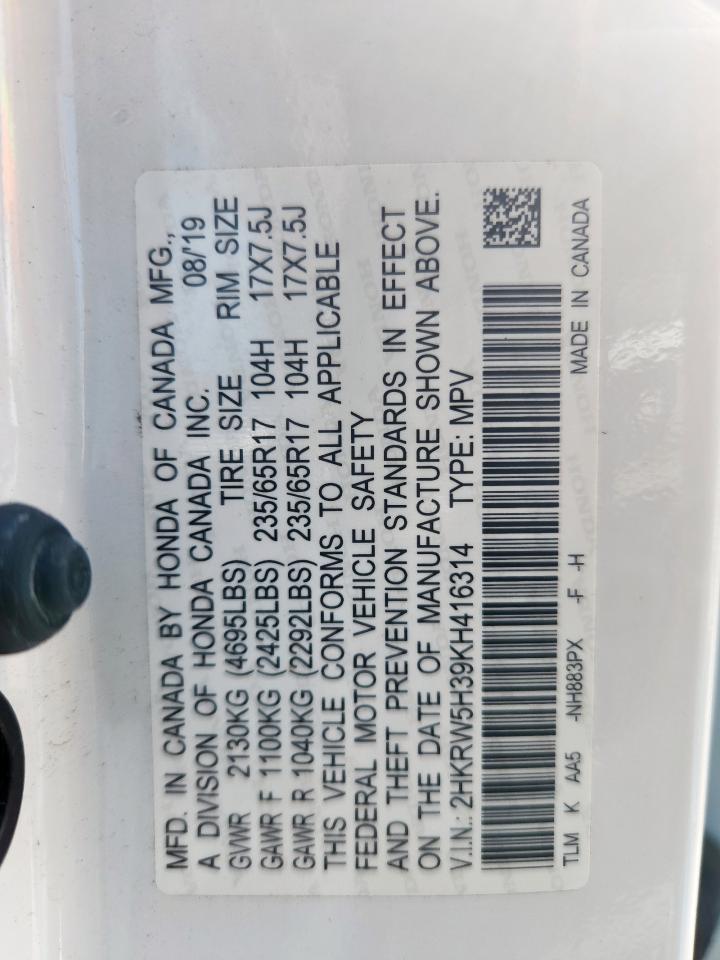 MFD. IN CANADA BY HONDA OF CANADA MFG.,
A DIVISION OF HONDA CANADA INC. 08/'19
GVWR 2130KG (4695LBS) TIRE SIZE RIM SIZE
GAWR F 1100KG (2425LBS) 235/65R17 104H 17X7.5J
GAWR R 1040KG (2292LBS) 235/65R17 104H 17X7.5J
THIS VEHICLE CONFORMS TO ALL APPLICABLE
FEDERAL MOTOR VEHICLE SAFETY
AND THEFT PREVENTION STANDARDS IN EFFECT
ON THE DATE OF MANUFACTURE SHOWN ABOVE.
V.I.N.: 2HKRW5H39KH416314 TYPE: MPV
TLM K AA5 -NH883PX -F -H MADE IN CANADA